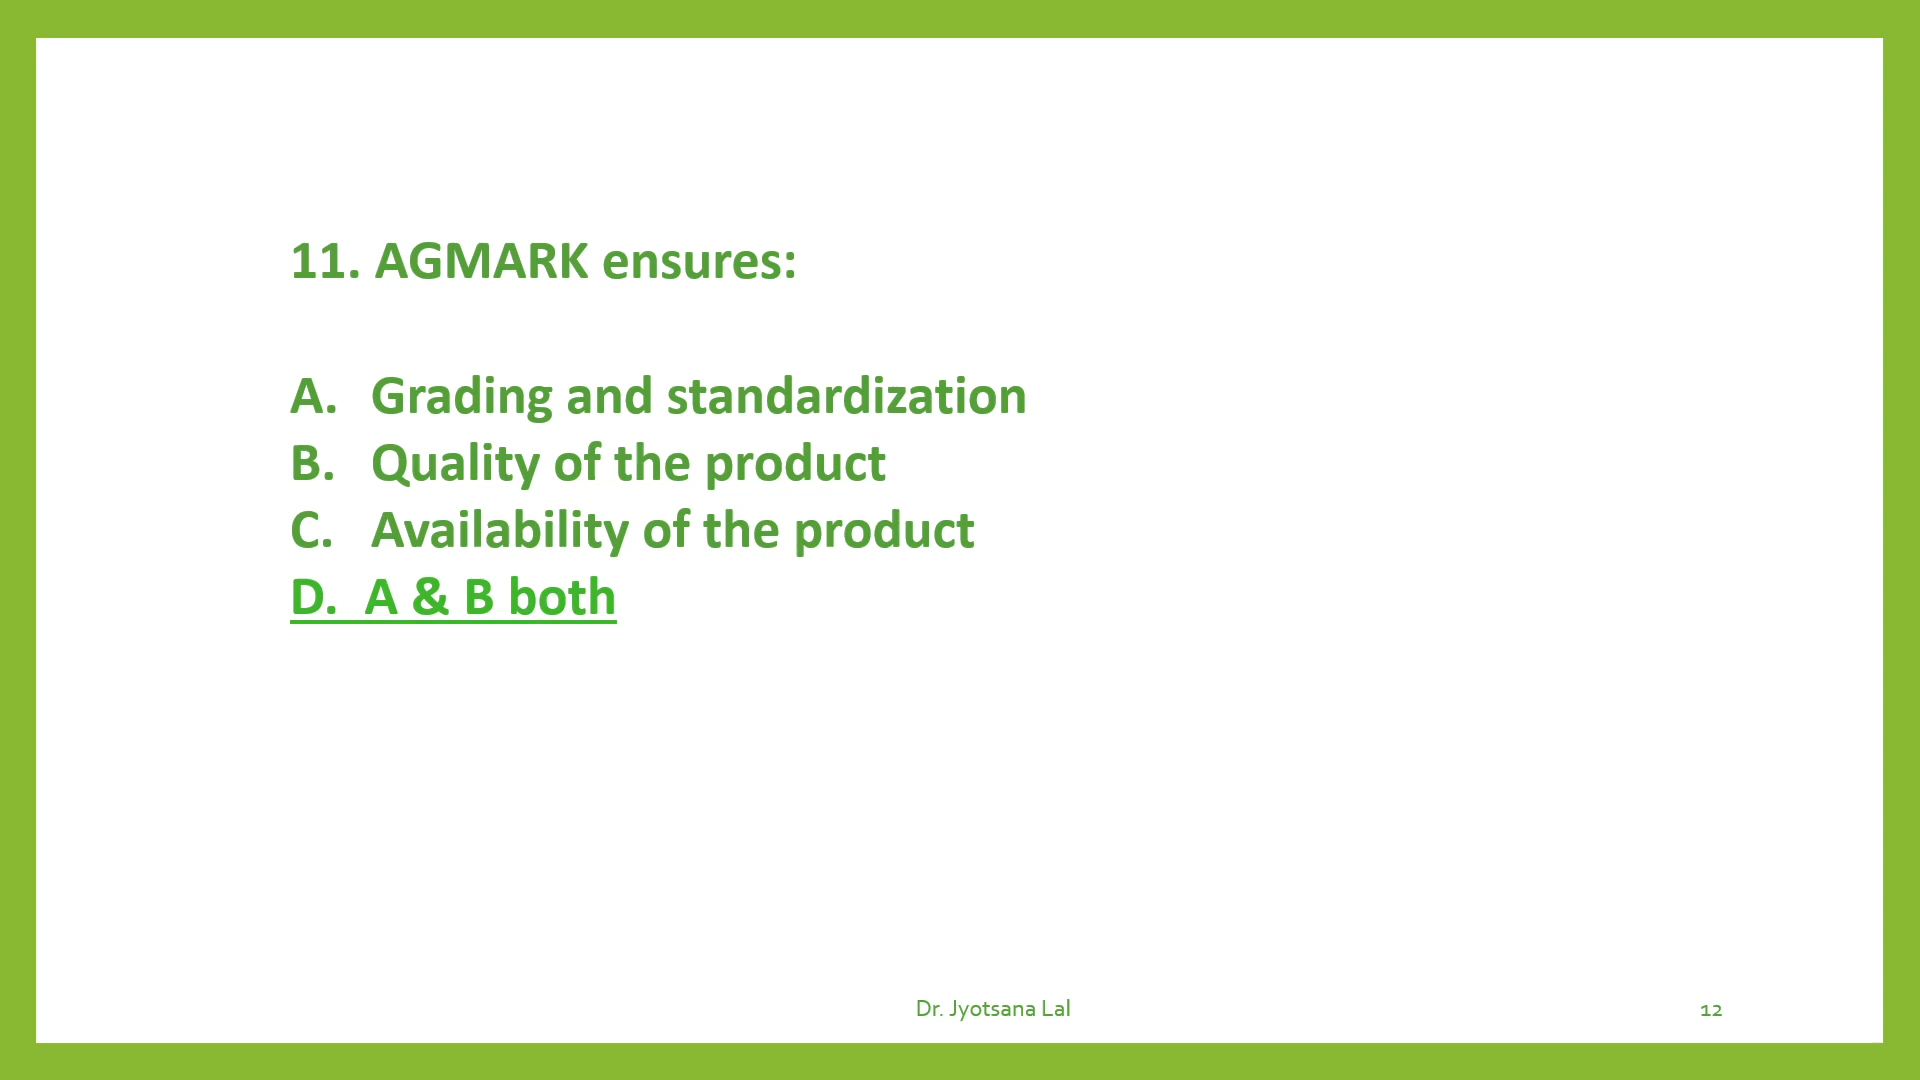 11. AGMARK ensures:
A. Grading and standardization
B. Quality of the product
C. Availability of the product
D. A & B both
Dr. Jyotsana Lal
12